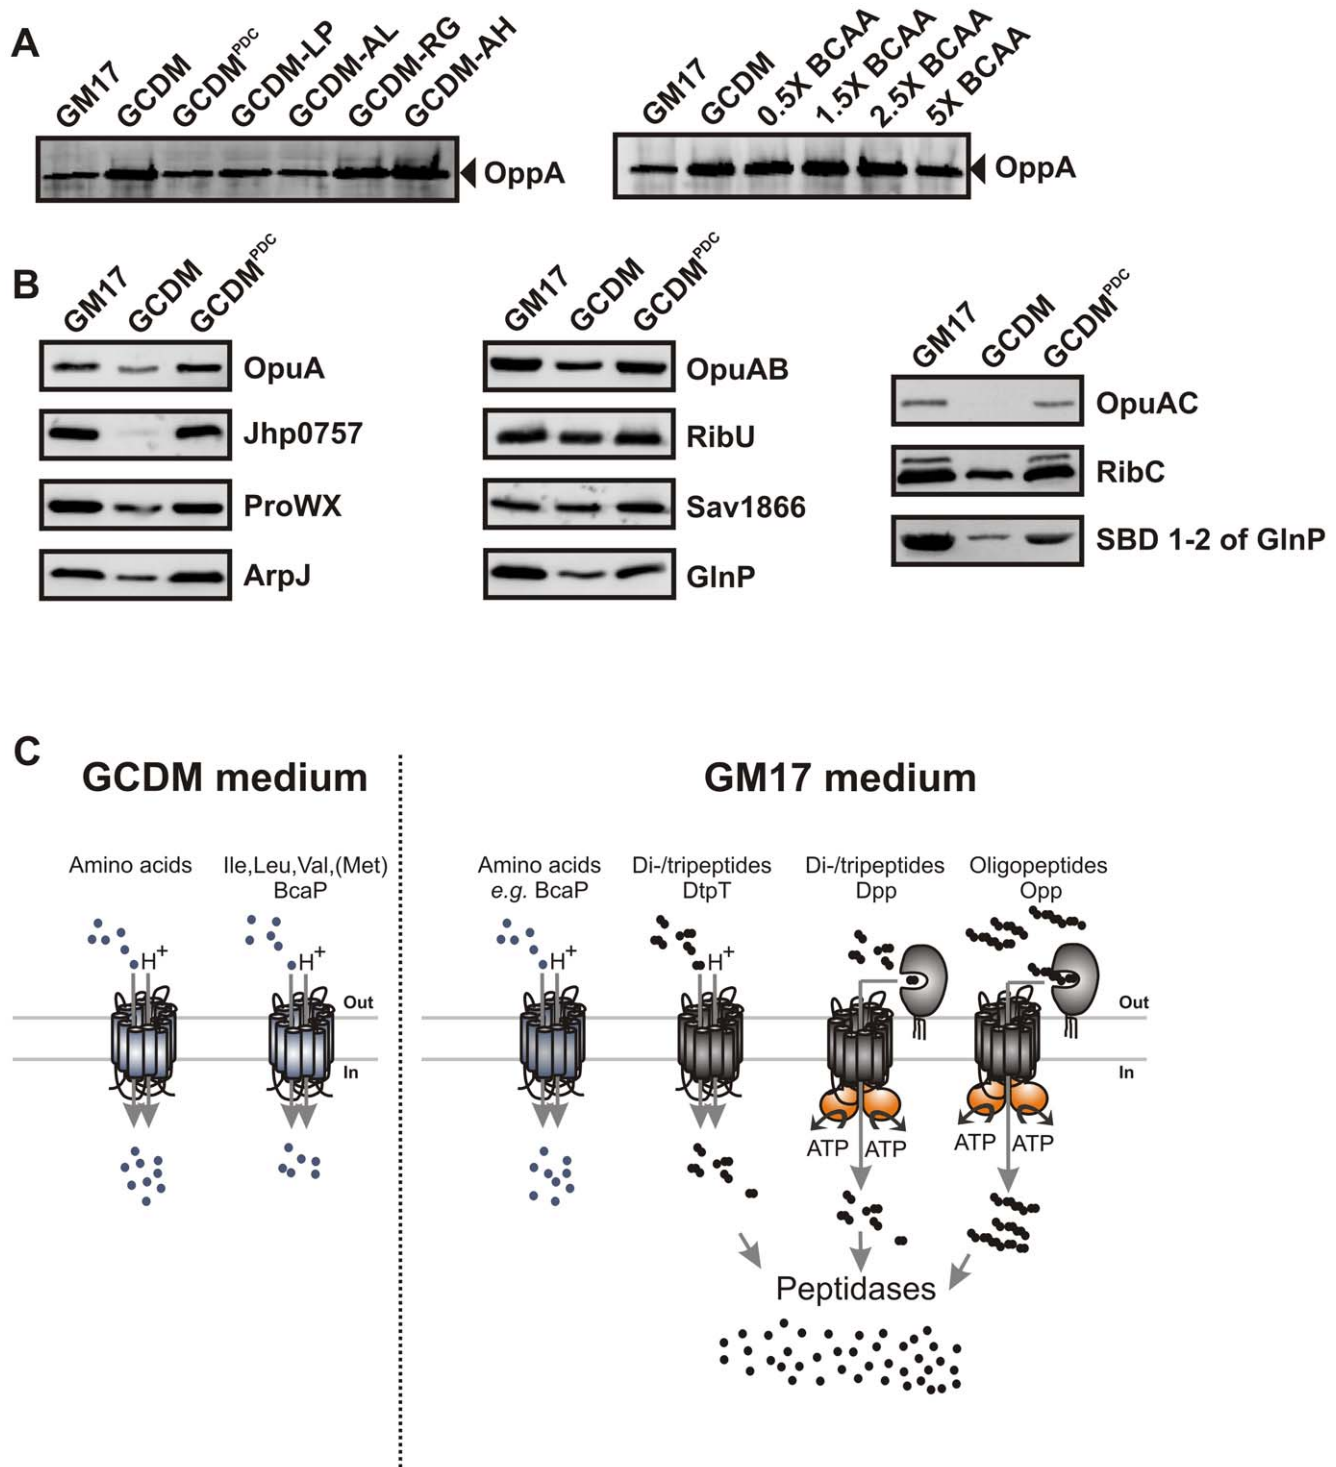 A
GM17
GCDM
GCDMPDC
GCDM-LP
GCDM-AL
GCDM-RG
GCDM-AH
OppA
GM17
GCDM
0.5X BCAA
1.5X BCAA
2.5X BCAA
5X BCAA
OppA
B
GM17
GCDM
GCDMPDC
OpuA
Jhp0757
ProWX
ArpJ
GM17
GCDM
GCDMPDC
OpuAB
RibU
Sav1866
GlnP
GM17
GCDM
GCDMPDC
OpuAC
RibC
SBD 1-2 of GlnP
C
GCDM medium
Amino acids
Ile,Leu,Val,(Met)
BcaP
H+
H+
Out
In
GM17 medium
Amino acids
e.g. BcaP
Di-/tripeptides
DtpT
Di-/tripeptides
Dpp
Oligopeptides
Opp
H+
H+
Out
In
ATP ATP
ATP ATP
Peptidases